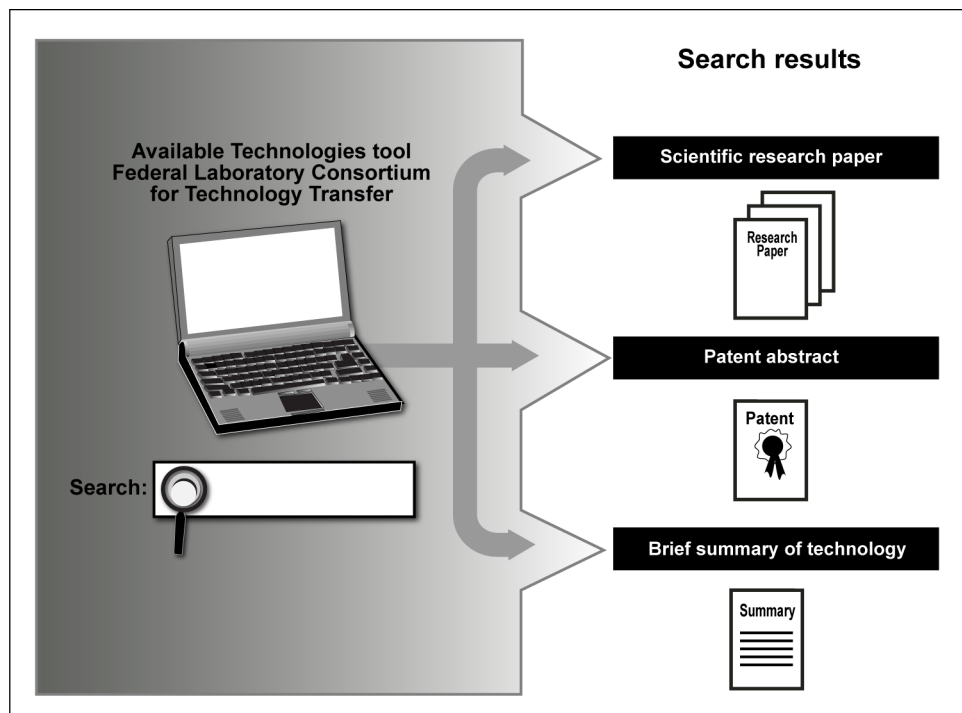 Search results
Available Technologies tool
Federal Laboratory Consortium
for Technology Transfer
Search:
Scientific research paper
Research
Paper
Patent abstract
Patent
Brief summary of technology
Summary